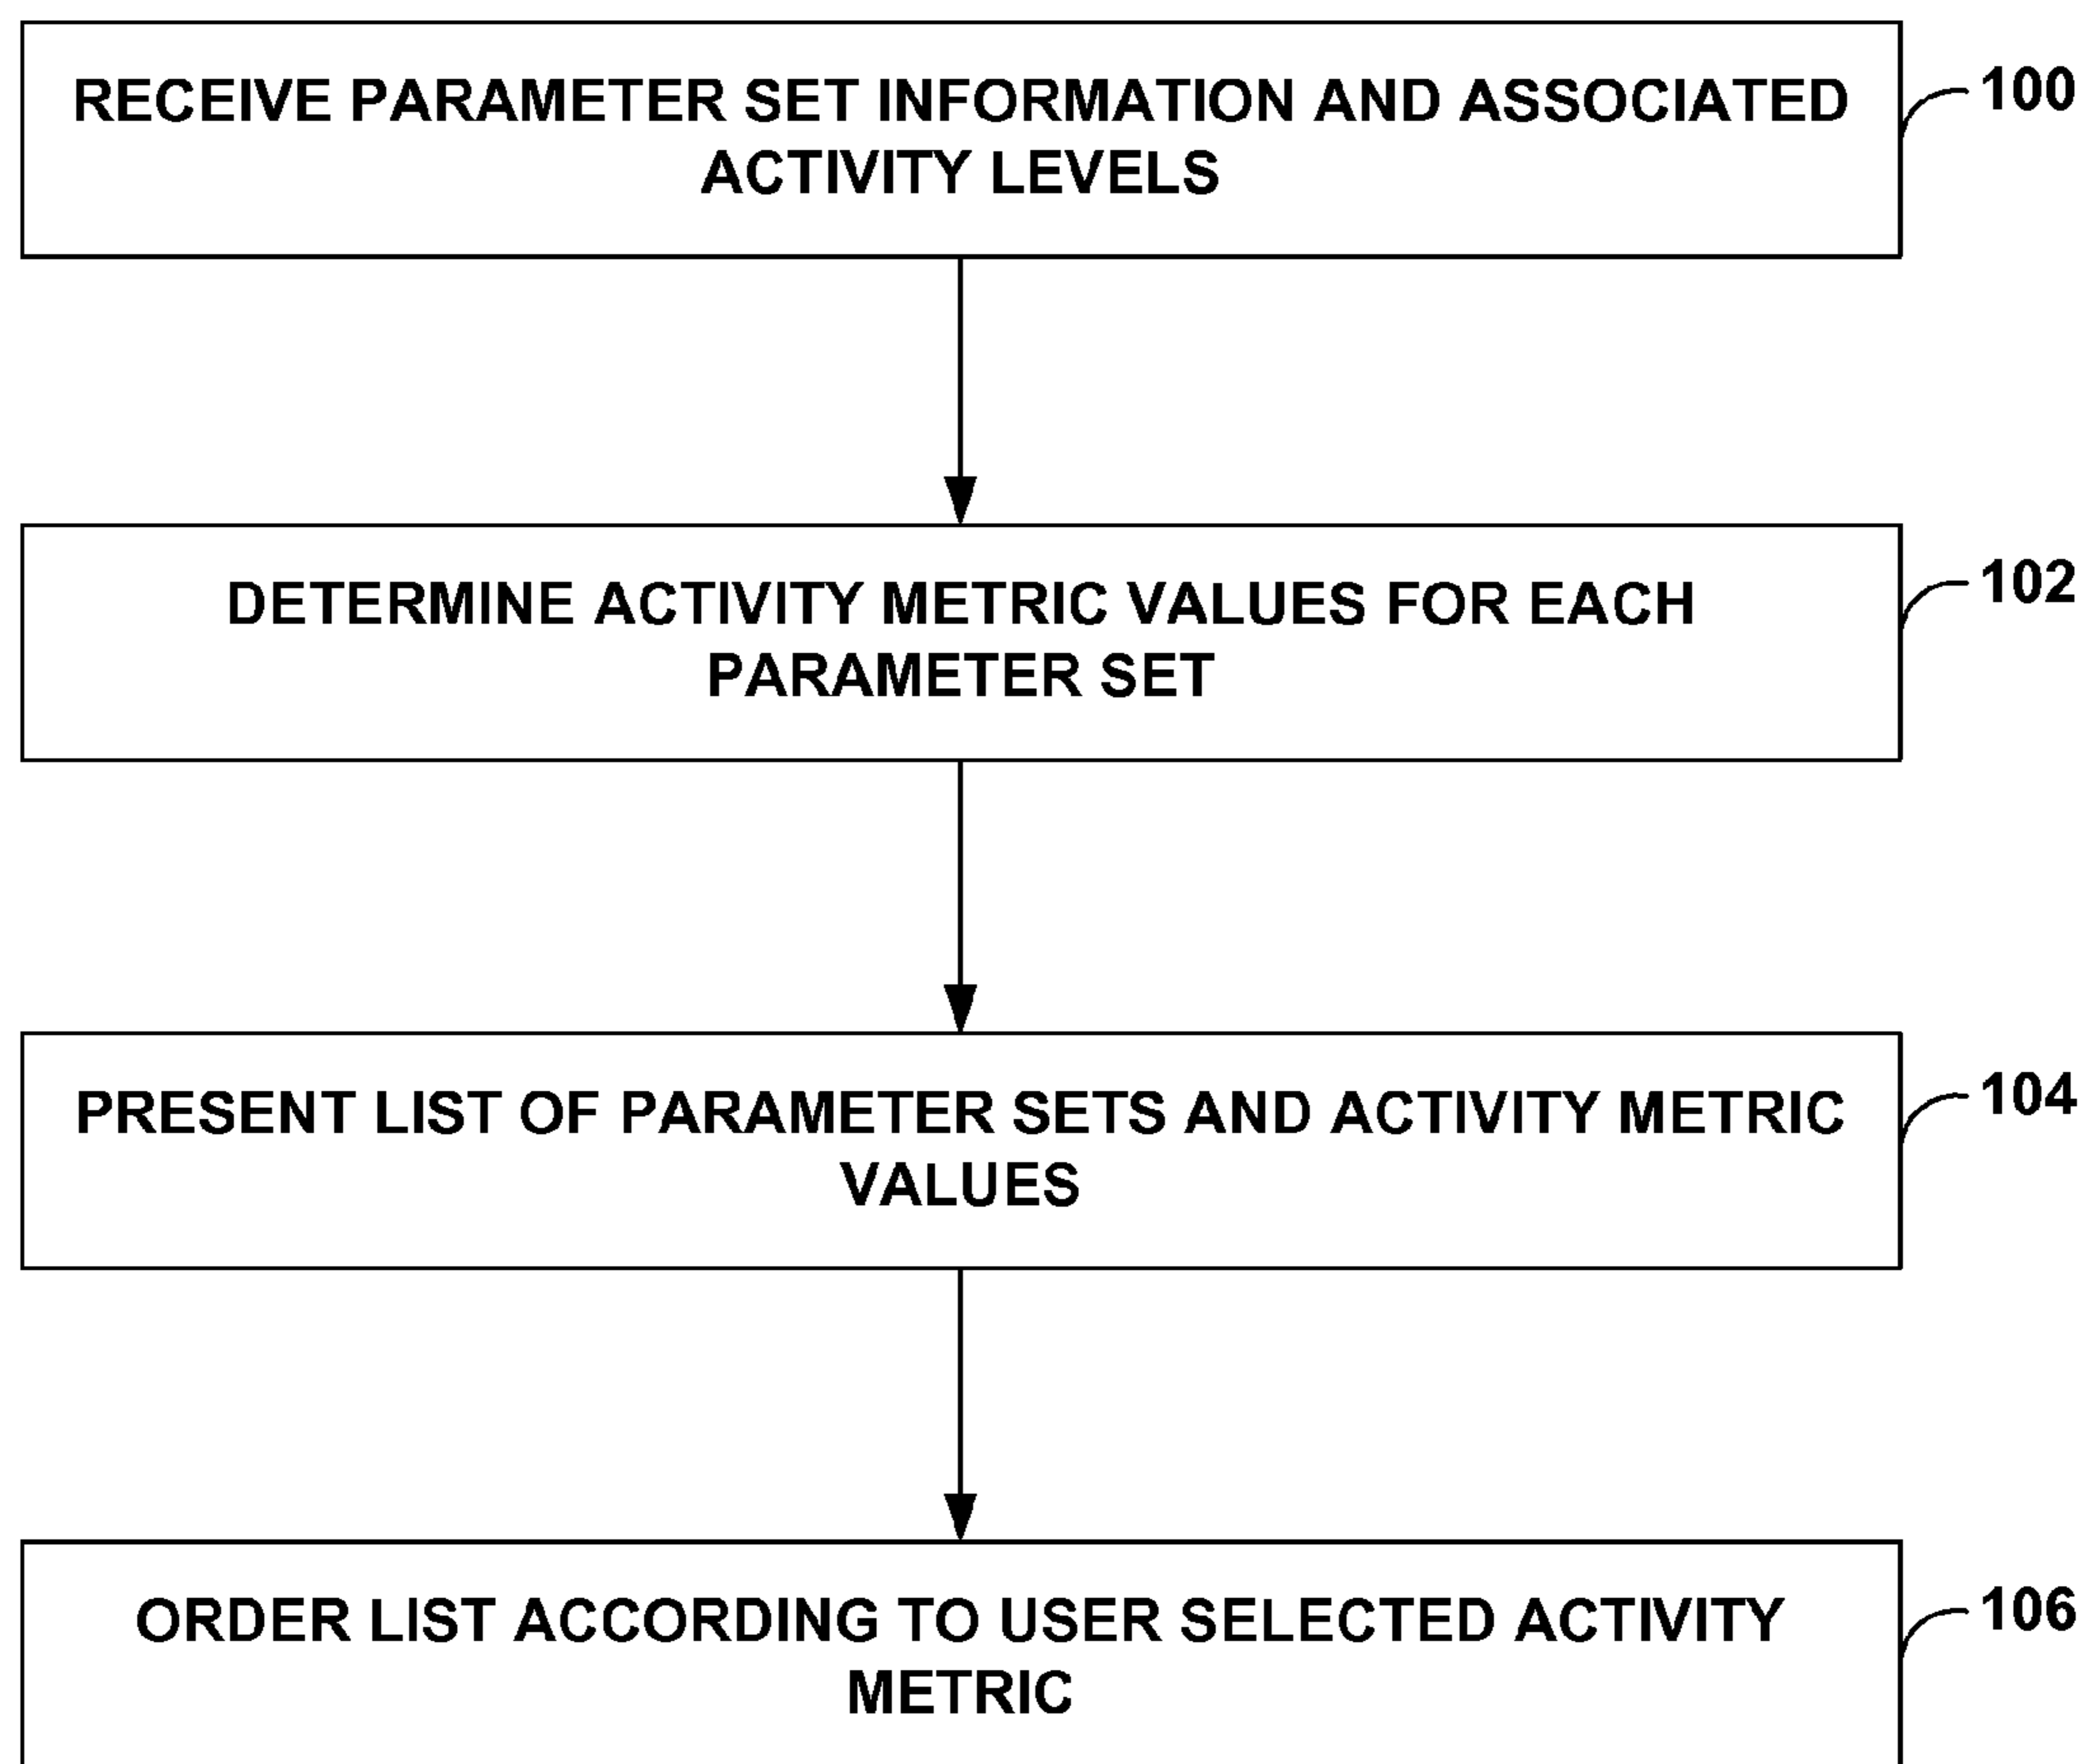 RECEIVE PARAMETER SET INFORMATION AND ASSOCIATED
ACTIVITY LEVELS
100
DETERMINE ACTIVITY METRIC VALUES FOR EACH
PARAMETER SET
102
PRESENT LIST OF PARAMETER SETS AND ACTIVITY METRIC
VALUES
104
ORDER LIST ACCORDING TO USER SELECTED ACTIVITY
METRIC
106